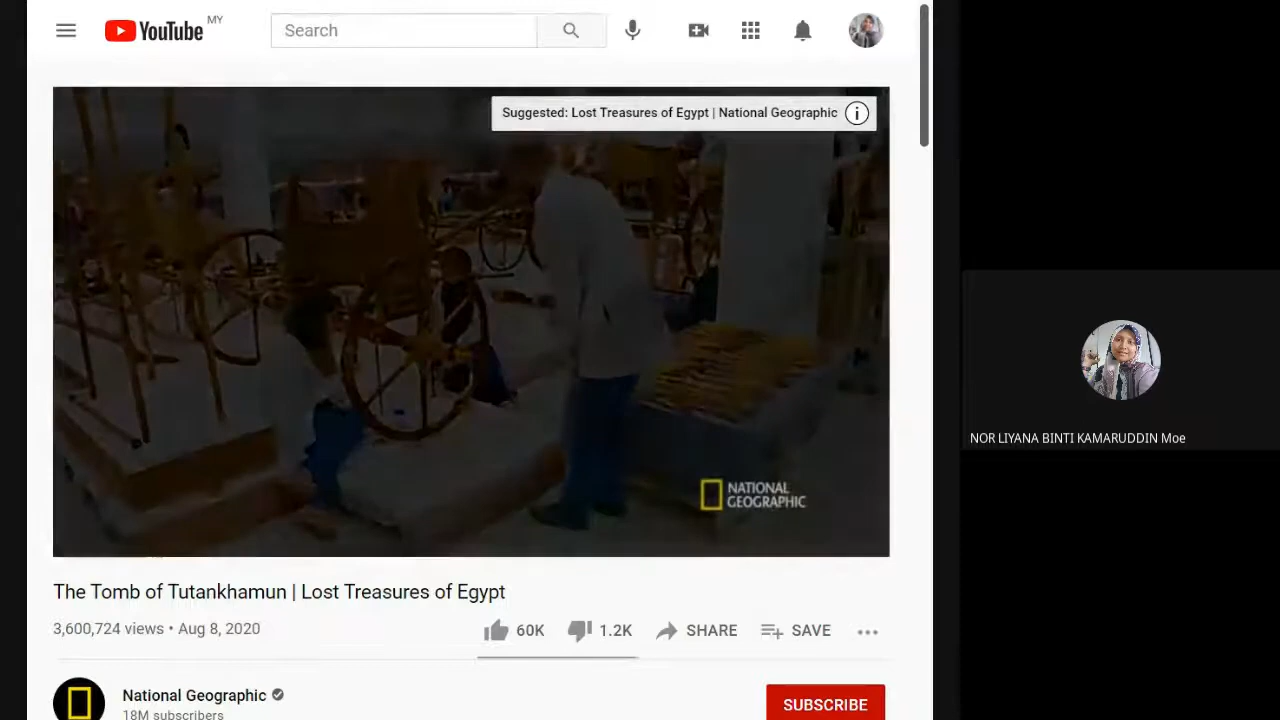 YouTube MY
Search
Suggested: Lost Treasures of Egypt | National Geographic
NATIONAL
GEOGRAPHIC
The Tomb of Tutankhamun | Lost Treasures of Egypt
3,600,724 views • Aug 8, 2020
60K 1.2K SHARE SAVE
National Geographic
18M subscribers
SUBSCRIBE
NOR LIYANA BINTI KAMARUDDIN Moe